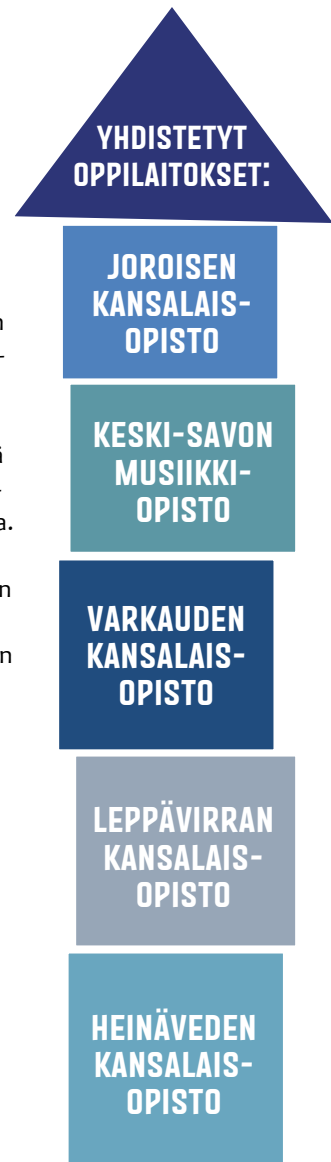 YHDISTETYT
OPPILAITOKSET:
JOROISEN
KANSALAIS-
OPISTO
KESKI-SAVON
MUSIIKKI-
OPISTO
VARKAUDEN
KANSALAIS-
OPISTO
LEPPÄVIRRAN
KANSALAIS-
OPISTO
HEINÄVEDEN
KANSALAIS-
OPISTO